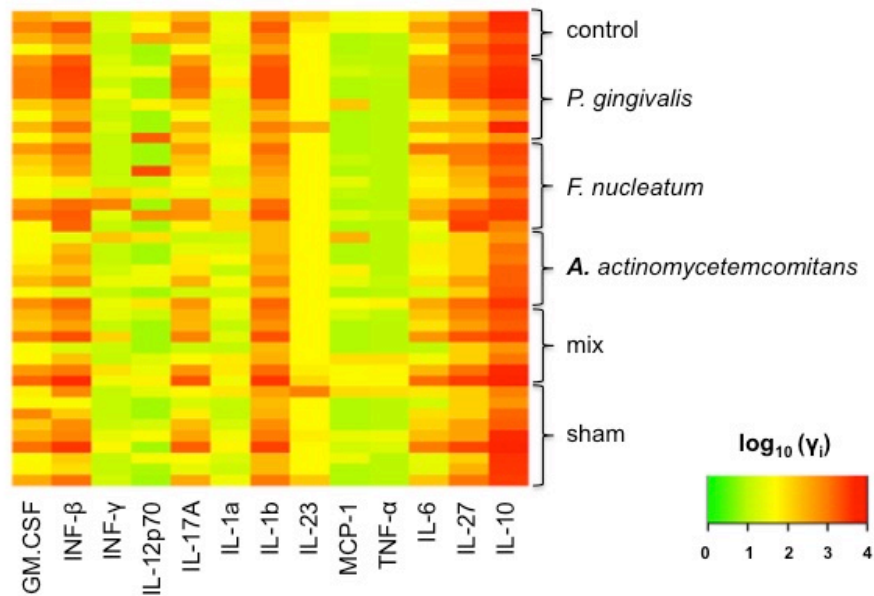 control
P. gingivalis
F. nucleatum
A. actinomycetemcomitans
mix
sham
log10 (γi)
0 1 2 3 4
GM.CSF INF-β INF-γ IL-12p70 IL-17A IL-1a IL-1b IL-23 MCP-1 TNF-α IL-6 IL-27 IL-10